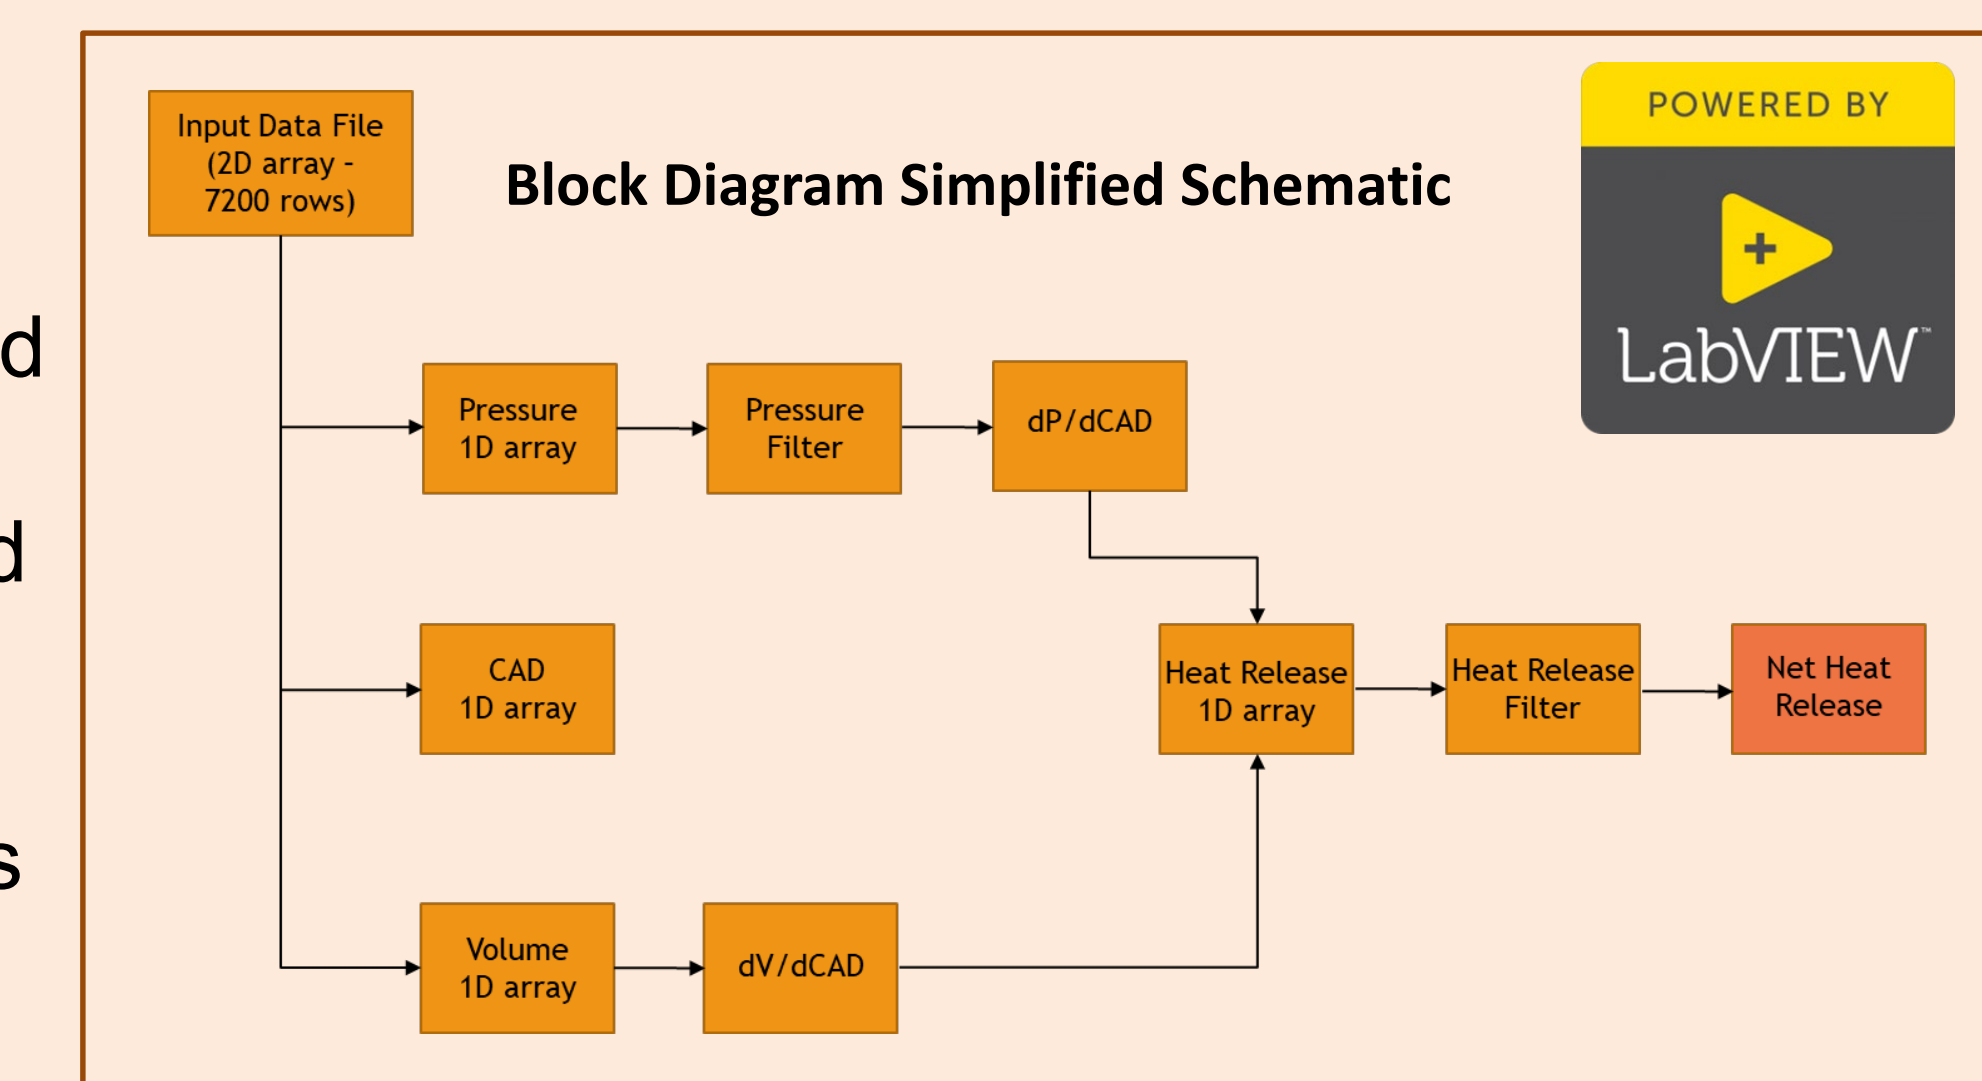 Input Data File
(2D array -
7200 rows)
Block Diagram Simplified Schematic
POWERED BY
LabVIEW™
d
Pressure
1D array
Pressure
Filter
dP/dCAD
d
CAD
1D array
Heat Release
1D array
Heat Release
Filter
Net Heat
Release
s
Volume
1D array
dV/dCAD